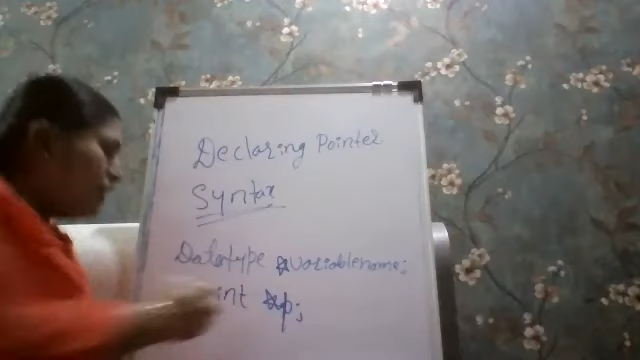 Declaring Pointer
Syntax
Datatype *variablename;
int *p;